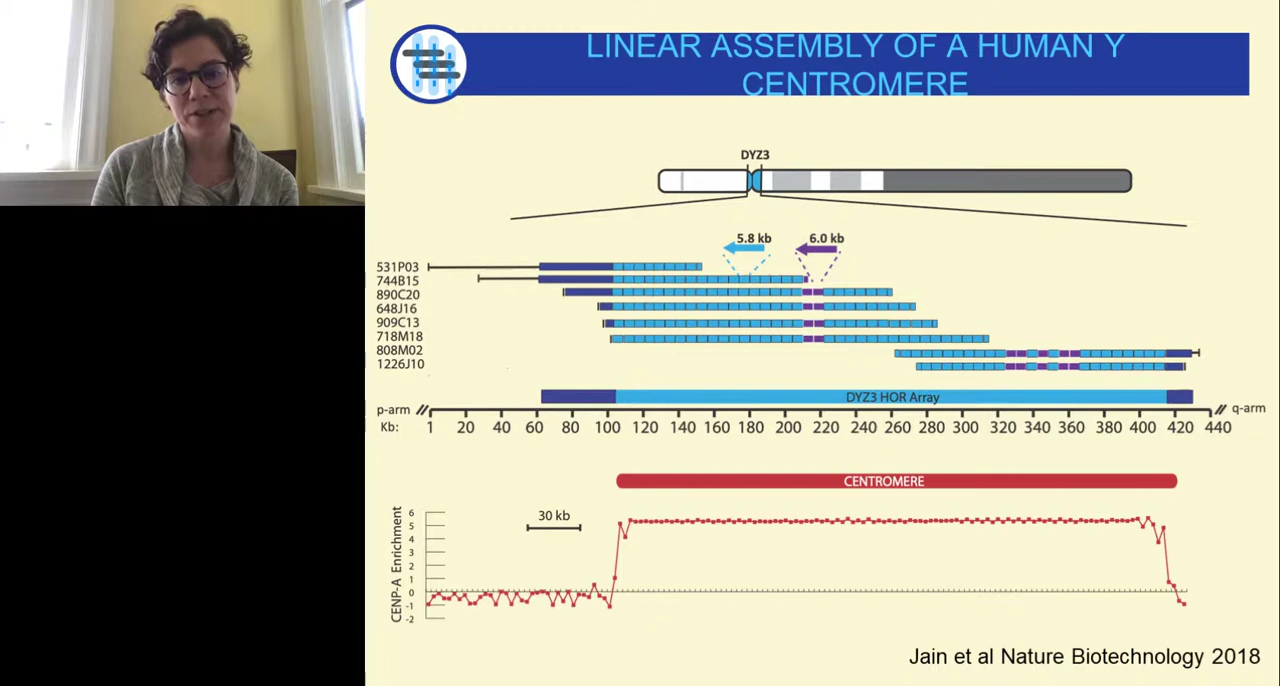 LINEAR ASSEMBLY OF A HUMAN Y
CENTROMERE
DYZ3
5.8 kb
6.0 kb
531P03
744B15
890C20
648J16
909C13
718M18
808M02
1226J10
DYZ3 HOR Array
p-arm
q-arm
Kb: 1 20 40 60 80 100 120 140 160 180 200 220 240 260 280 300 320 340 360 380 400 420 440
CENTROMERE
30 kb
CENP-A Enrichment
6
5
4
3
2
1
0
-1
-2
Jain et al Nature Biotechnology 2018